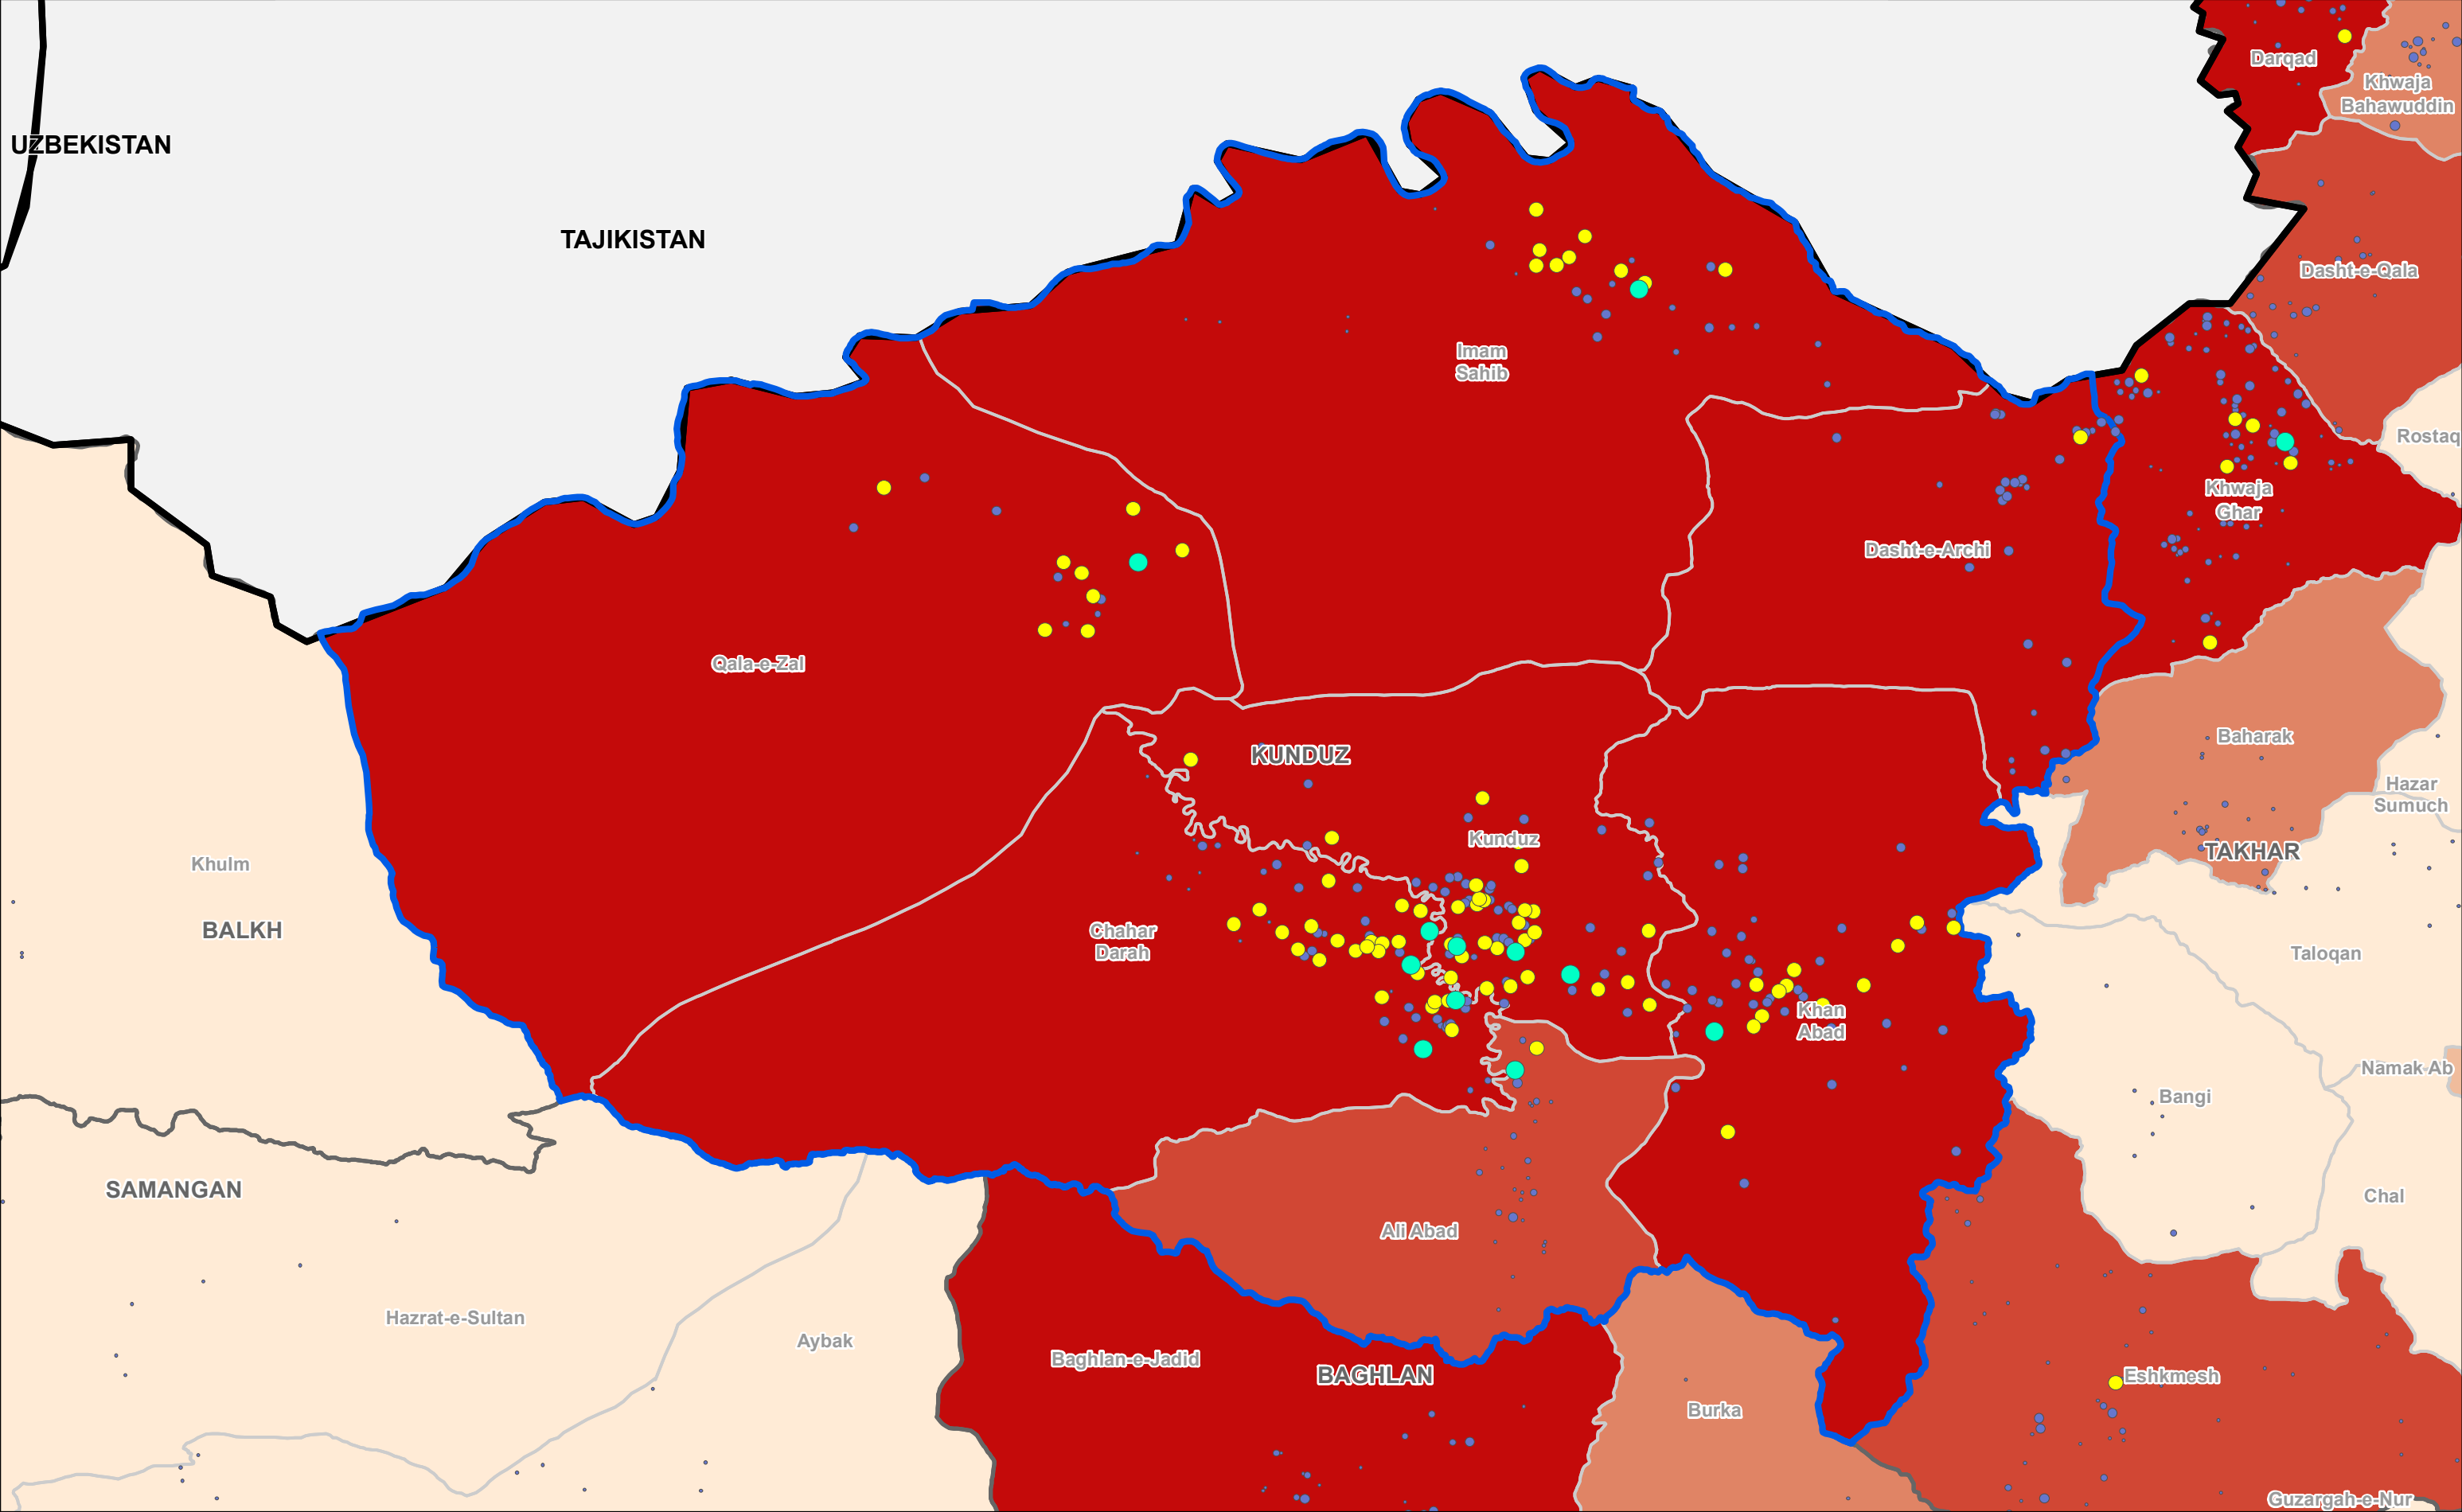 Darqad
Khwaja
Bahawuddin
UZBEKISTAN
TAJIKISTAN
Dasht-e-Qala
Imam
Sahib
Rostaq
Khwaja
Ghar
Dasht-e-Archi
Qala-e-Zal
Baharak
KUNDUZ
Hazar
Sumuch
Kunduz
TAKHAR
Khulm
BALKH
Chahar
Darah
Taloqan
Khan
Abad
Namak Ab
Bangi
SAMANGAN
Chal
Ali Abad
Hazrat-e-Sultan
Aybak
Baghlan-e-Jadid
BAGHLAN
Eshkmesh
Burka
Guzargah-e-Nur